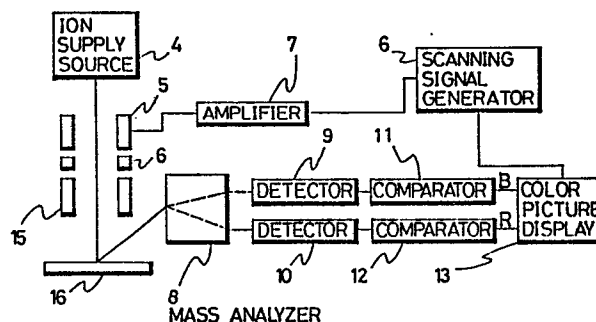 ION
SUPPLY
SOURCE
4
5
7
AMPLIFIER
6
SCANNING
SIGNAL
GENERATOR
6
15
16
8
MASS ANALYZER
9
DETECTOR
11
COMPARATOR
B
DETECTOR
10
COMPARATOR
12
R
COLOR
PICTURE
DISPLAY
13